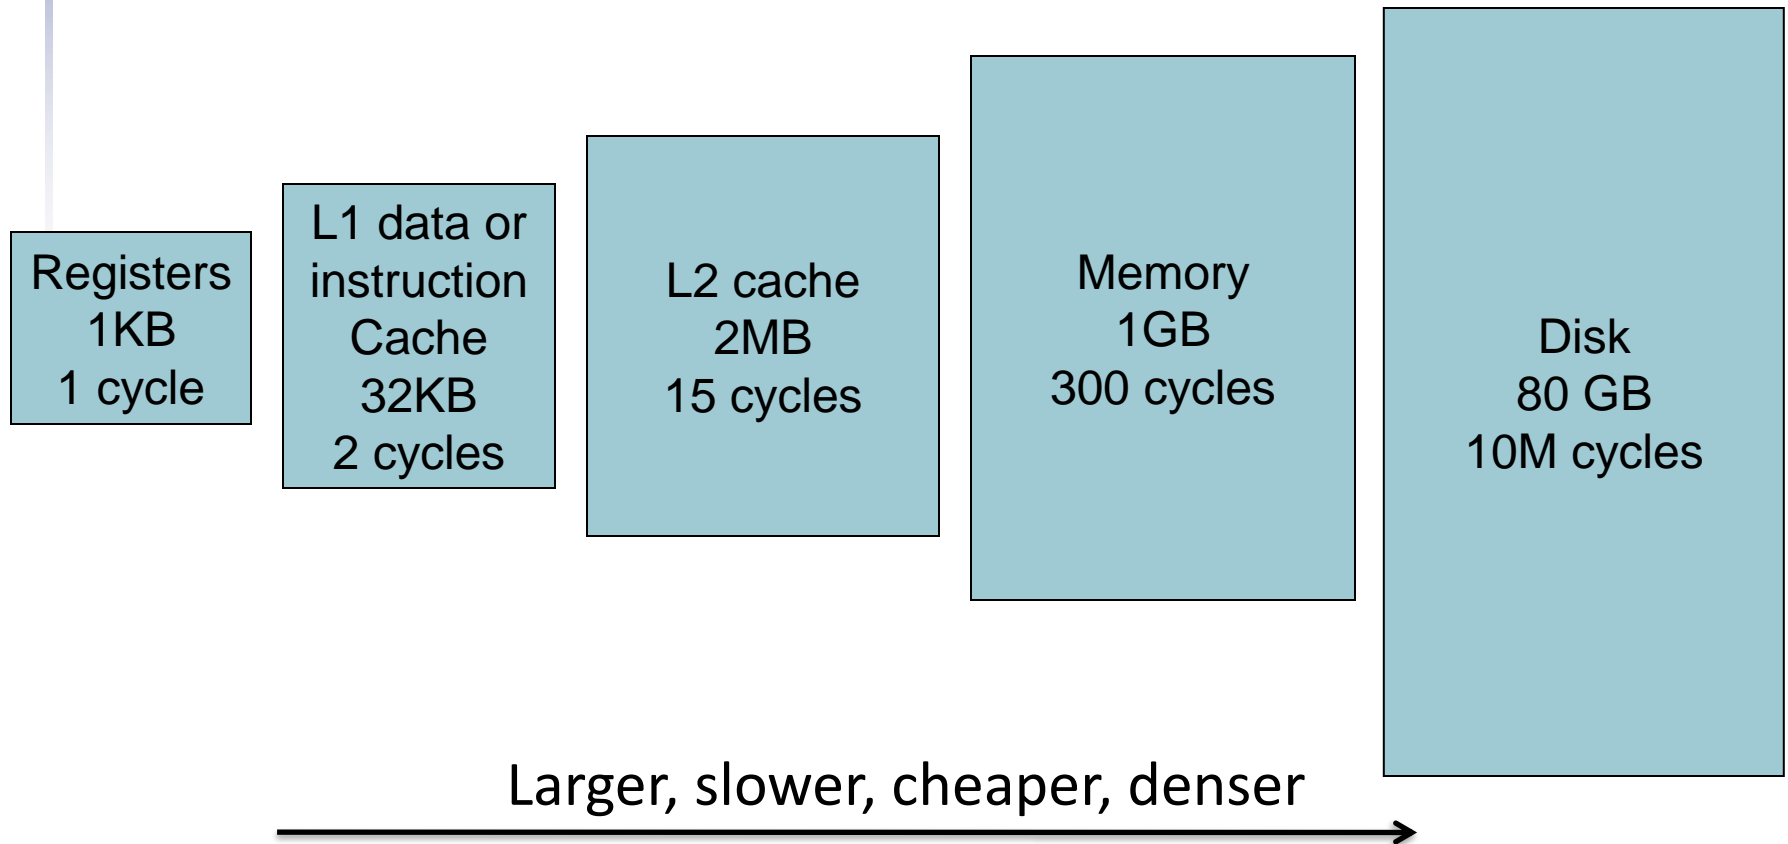 Registers
1KB
1 cycle
L1 data or
instruction
Cache
32KB
2 cycles
L2 cache
2MB
15 cycles
Memory
1GB
300 cycles
Disk
80 GB
10M cycles
Larger, slower, cheaper, denser